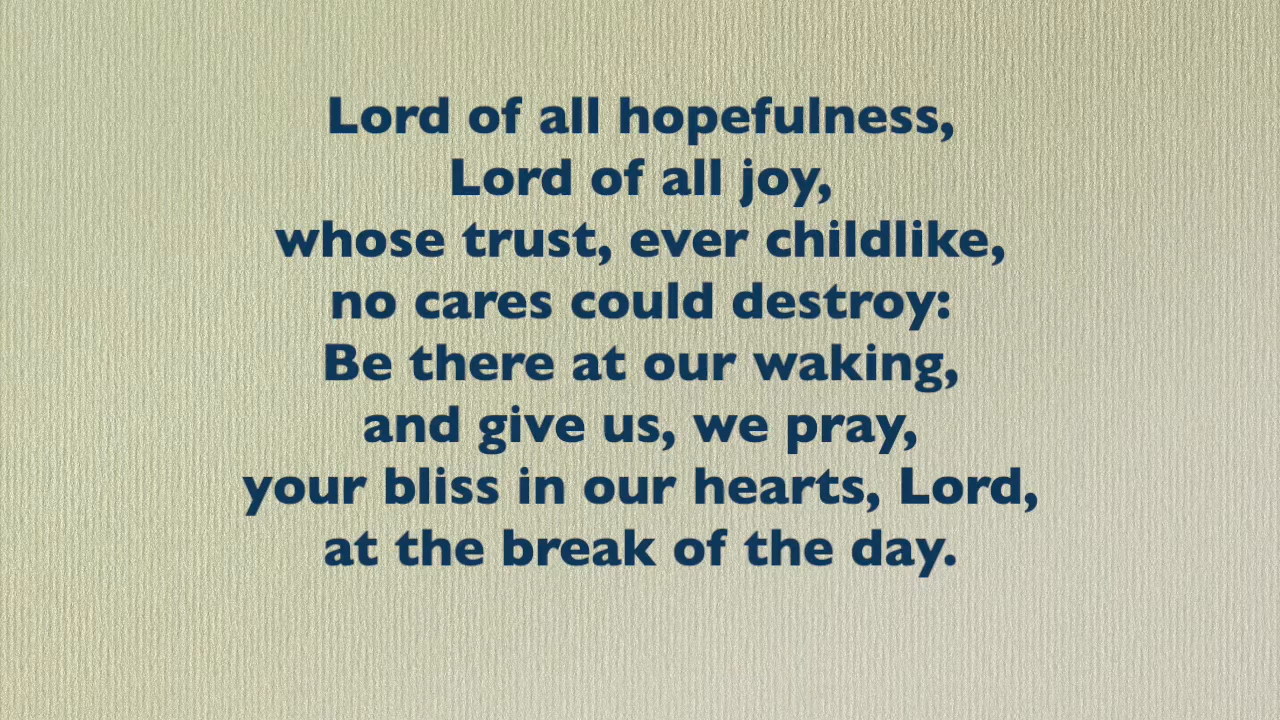 Lord of all hopefulness,
Lord of all joy,
whose trust, ever childlike,
no cares could destroy:
Be there at our waking,
and give us, we pray,
your bliss in our hearts, Lord,
at the break of the day.